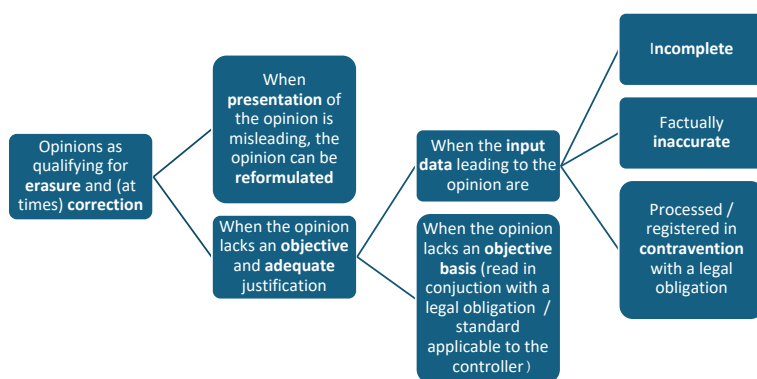 Opinions as
qualifying for
erasure and (at
times) correction
When
presentation of
the opinion is
misleading, the
opinion can be
reformulated
When the opinion
lacks an objective
and adequate
justification
When the input
data leading to the
opinion are
When the opinion
lacks an objective
basis (read in
conjuction with a
legal obligation /
standard
applicable to the
controller)
Incomplete
Factually
inaccurate
Processed /
registered in
contravention
with a legal
obligation